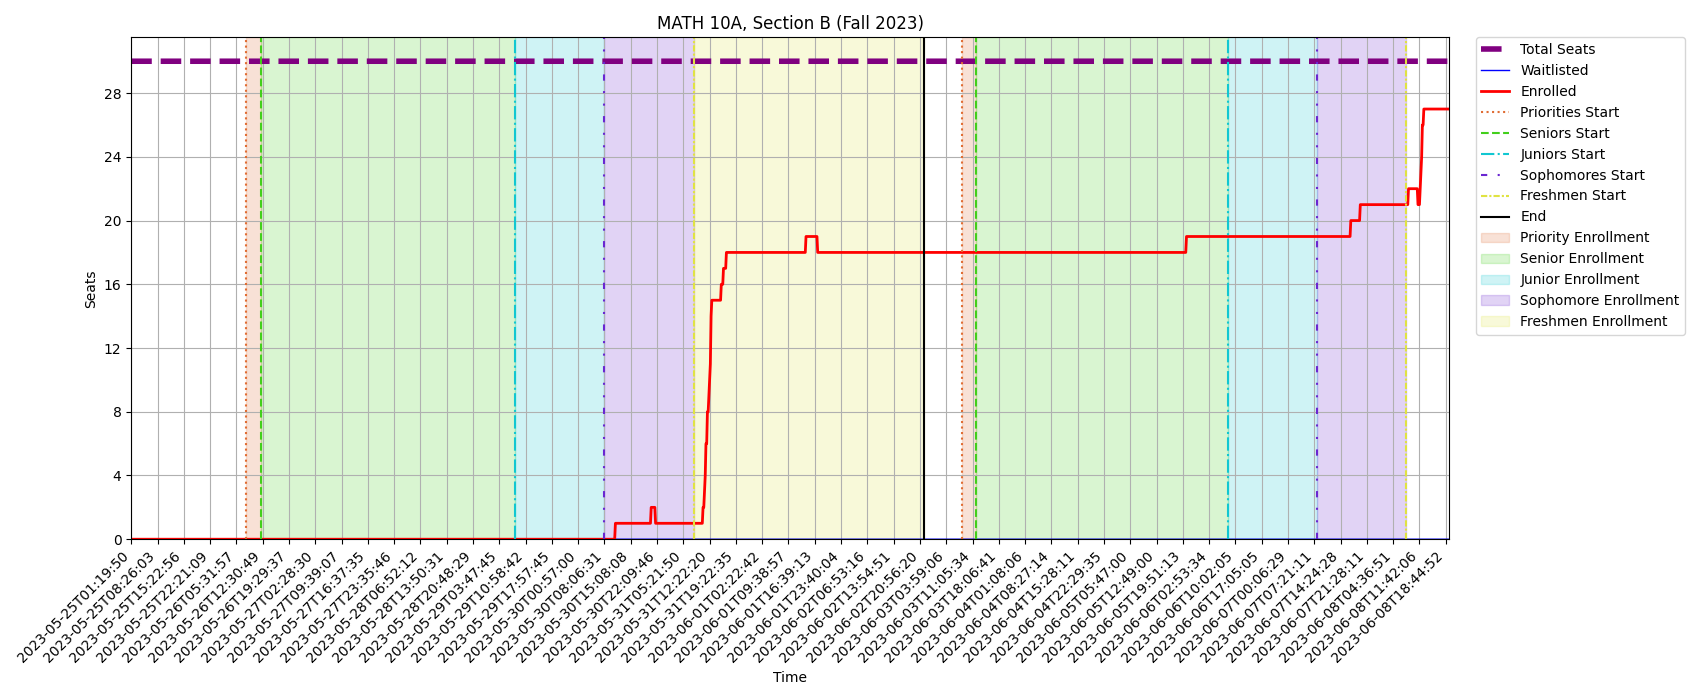 MATH 10A, Section B (Fall 2023)
Total Seats
Waitlisted
Enrolled
Priorities Start
Seniors Start
Juniors Start
Sophomores Start
Freshmen Start
End
Priority Enrollment
Senior Enrollment
Junior Enrollment
Sophomore Enrollment
Freshmen Enrollment
Seats
28
24
20
16
12
8
4
0
2023-05-25T01:19:50
2023-05-25T08:26:03
2023-05-25T15:22:56
2023-05-25T22:21:09
2023-05-26T05:31:57
2023-05-26T12:30:49
2023-05-26T19:29:37
2023-05-27T02:28:30
2023-05-27T09:39:07
2023-05-27T16:37:35
2023-05-27T23:35:46
2023-05-28T06:52:12
2023-05-28T13:50:31
2023-05-28T20:48:29
2023-05-29T03:47:45
2023-05-29T10:58:42
2023-05-29T17:57:45
2023-05-30T00:57:00
2023-05-30T08:06:31
2023-05-30T15:08:08
2023-05-30T22:09:46
2023-05-31T05:21:50
2023-05-31T12:22:20
2023-05-31T19:22:35
2023-06-01T02:22:42
2023-06-01T09:38:57
2023-06-01T16:39:13
2023-06-01T23:40:04
2023-06-02T06:53:16
2023-06-02T13:54:51
2023-06-02T20:56:20
2023-06-03T03:59:06
2023-06-03T11:05:34
2023-06-03T18:06:41
2023-06-04T01:08:06
2023-06-04T08:27:14
2023-06-04T15:28:11
2023-06-04T22:29:35
2023-06-05T05:47:00
2023-06-05T12:49:00
2023-06-05T19:51:13
2023-06-06T02:53:34
2023-06-06T10:02:05
2023-06-06T17:05:05
2023-06-07T00:06:29
2023-06-07T07:21:11
2023-06-07T14:24:28
2023-06-07T21:28:11
2023-06-08T04:36:51
2023-06-08T11:42:06
2023-06-08T18:44:52
Time